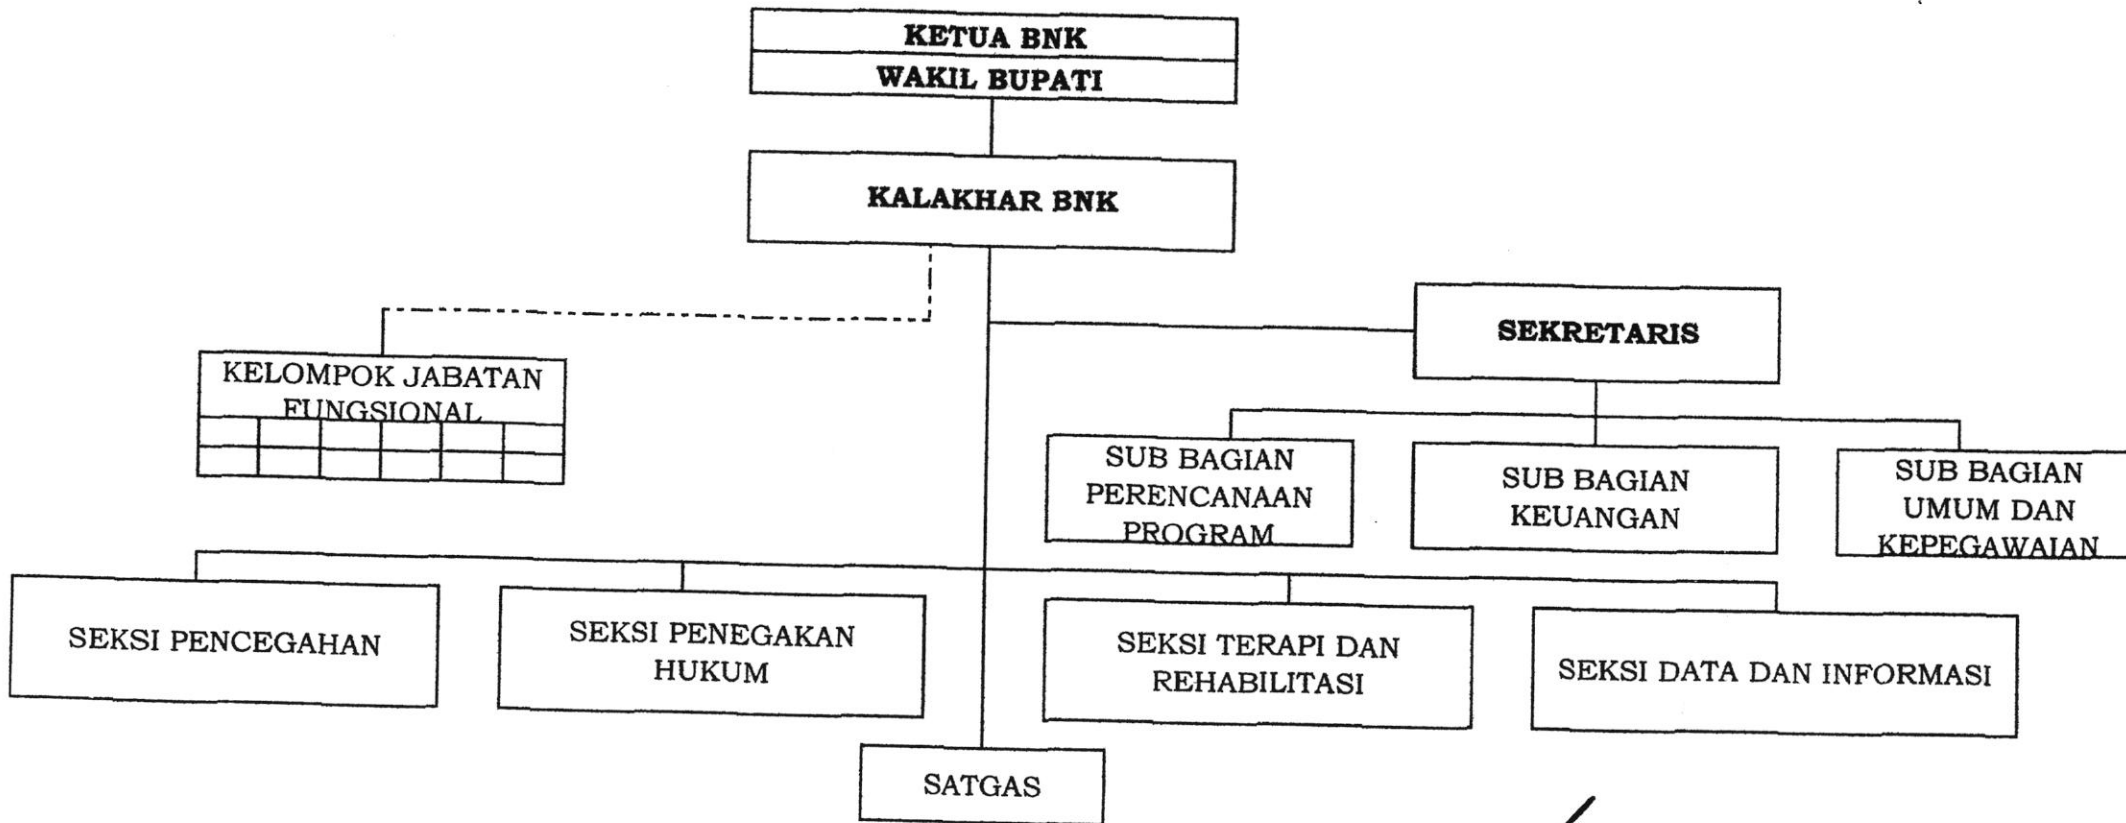 KETUA BNK
WAKIL BUPATI
KALAKHAR BNK
SEKRETARIS
KELOMPOK JABATAN
FUNGSIONAL
SUB BAGIAN
PERENCANAAN
PROGRAM
SUB BAGIAN
KEUANGAN
SUB BAGIAN
UMUM DAN
KEPEGAWAIAN
SEKSI PENCEGAHAN
SEKSI PENEGAKAN
HUKUM
SEKSI TERAPI DAN
REHABILITASI
SEKSI DATA DAN INFORMASI
SATGAS